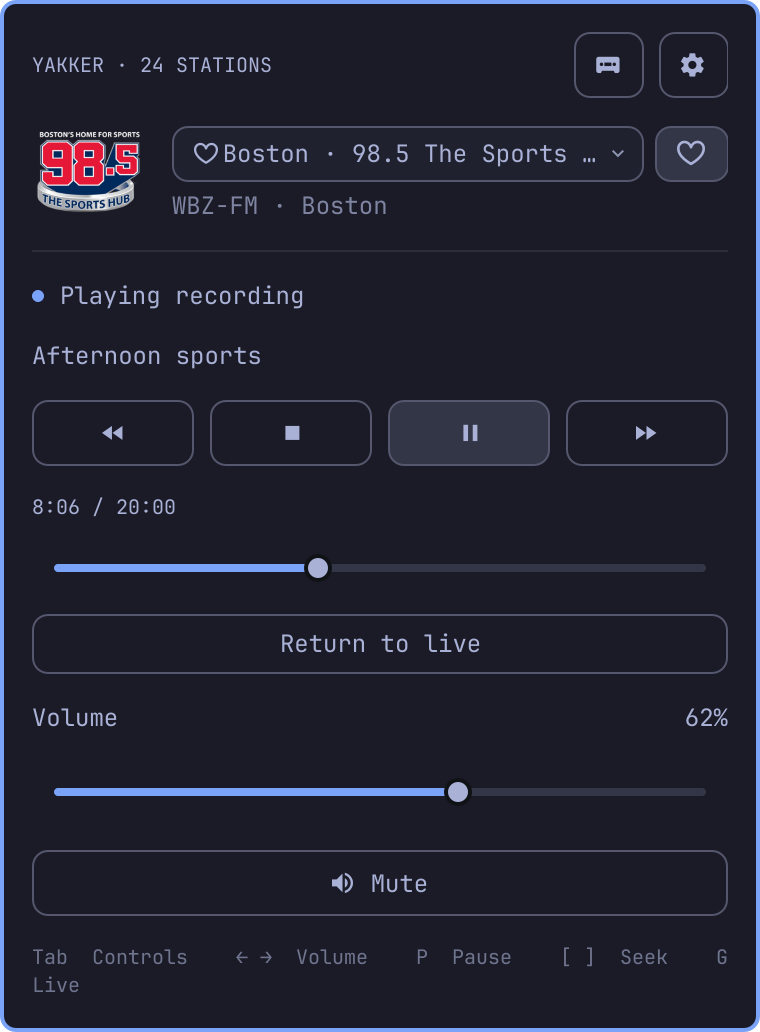 YAKKER · 24 STATIONS
BOSTON'S HOME FOR SPORTS
98.5
THE SPORTS HUB
Boston · 98.5 The Sports …
WBZ-FM · Boston
Playing recording
Afternoon sports
8:06 / 20:00
Return to live
Volume 62%
Mute
Tab Controls ← → Volume P Pause [ ] Seek G
Live